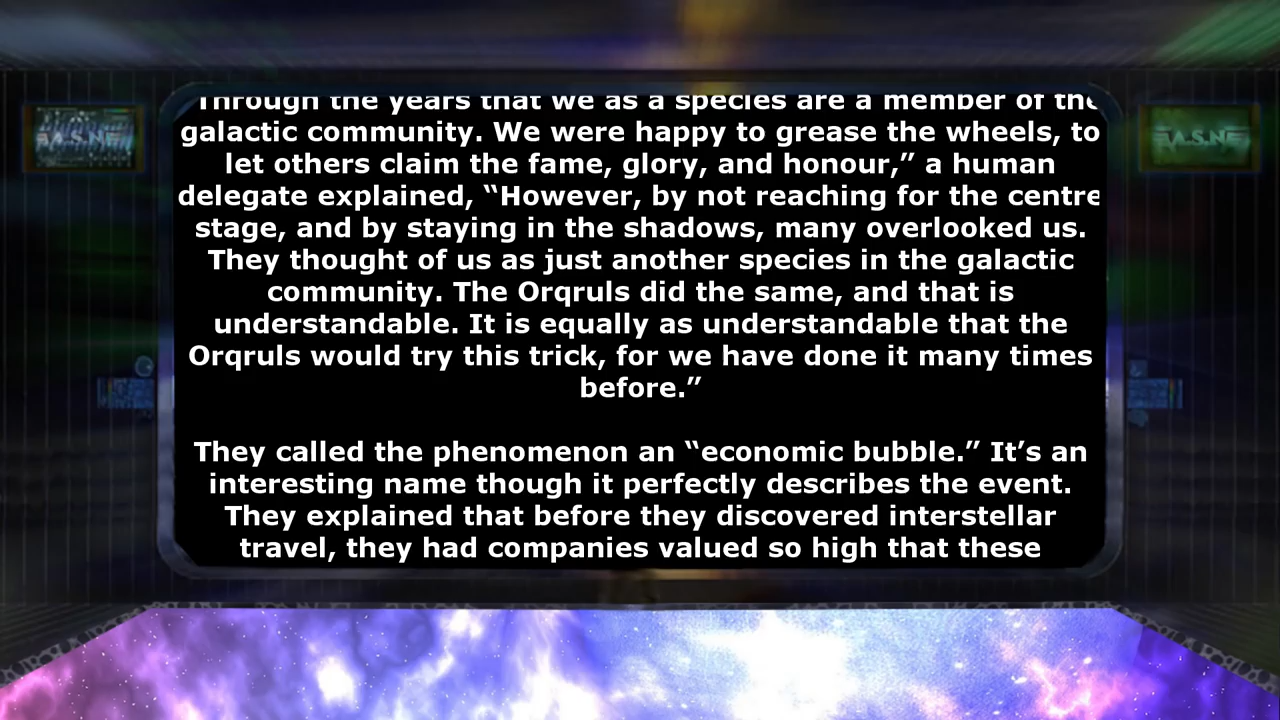 Through the years that we as a species are a member of the
galactic community. We were happy to grease the wheels, to
let others claim the fame, glory, and honour,” a human
delegate explained, “However, by not reaching for the centre
stage, and by staying in the shadows, many overlooked us.
They thought of us as just another species in the galactic
community. The Orqruls did the same, and that is
understandable. It is equally as understandable that the
Orqruls would try this trick, for we have done it many times
before.”
They called the phenomenon an “economic bubble.” It’s an
interesting name though it perfectly describes the event.
They explained that before they discovered interstellar
travel, they had companies valued so high that these